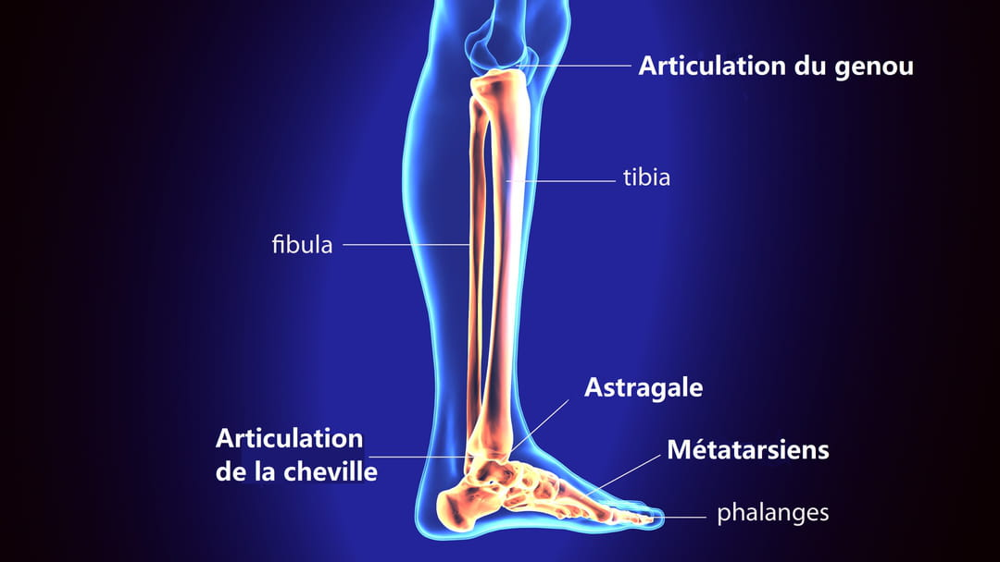 Articulation du genou
tibia
fibula
Astragale
Articulation
de la cheville
Métatarsiens
phalanges